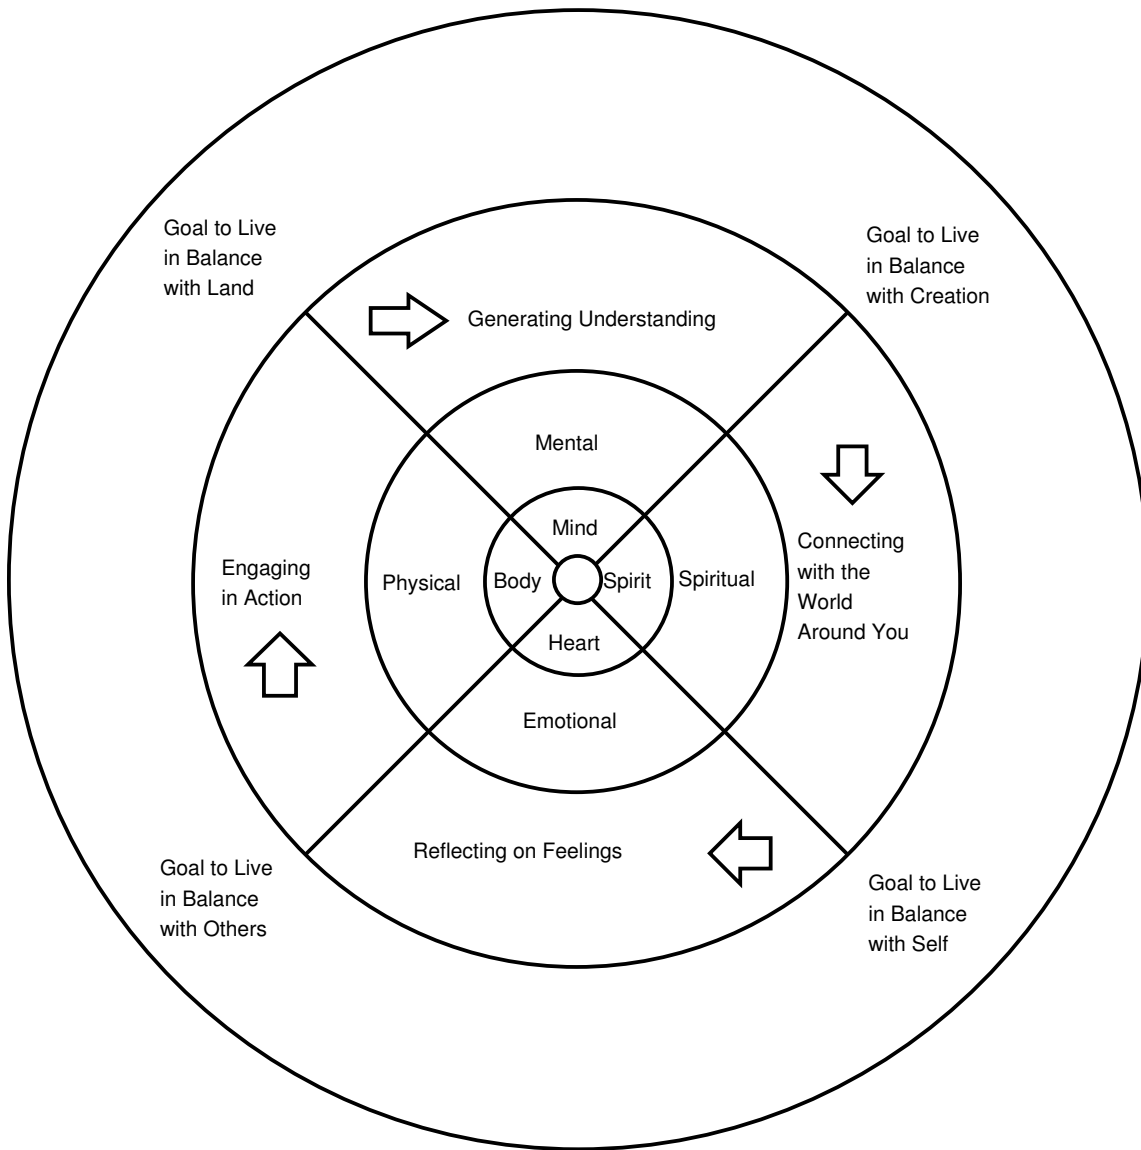 Goal to Live
in Balance
with Land
Goal to Live
in Balance
with Creation
Generating Understanding
Mental
Mind
Engaging
in Action
Physical
Body
Spirit
Spiritual
Connecting
with the
World
Around You
Heart
Emotional
Reflecting on Feelings
Goal to Live
in Balance
with Others
Goal to Live
in Balance
with Self